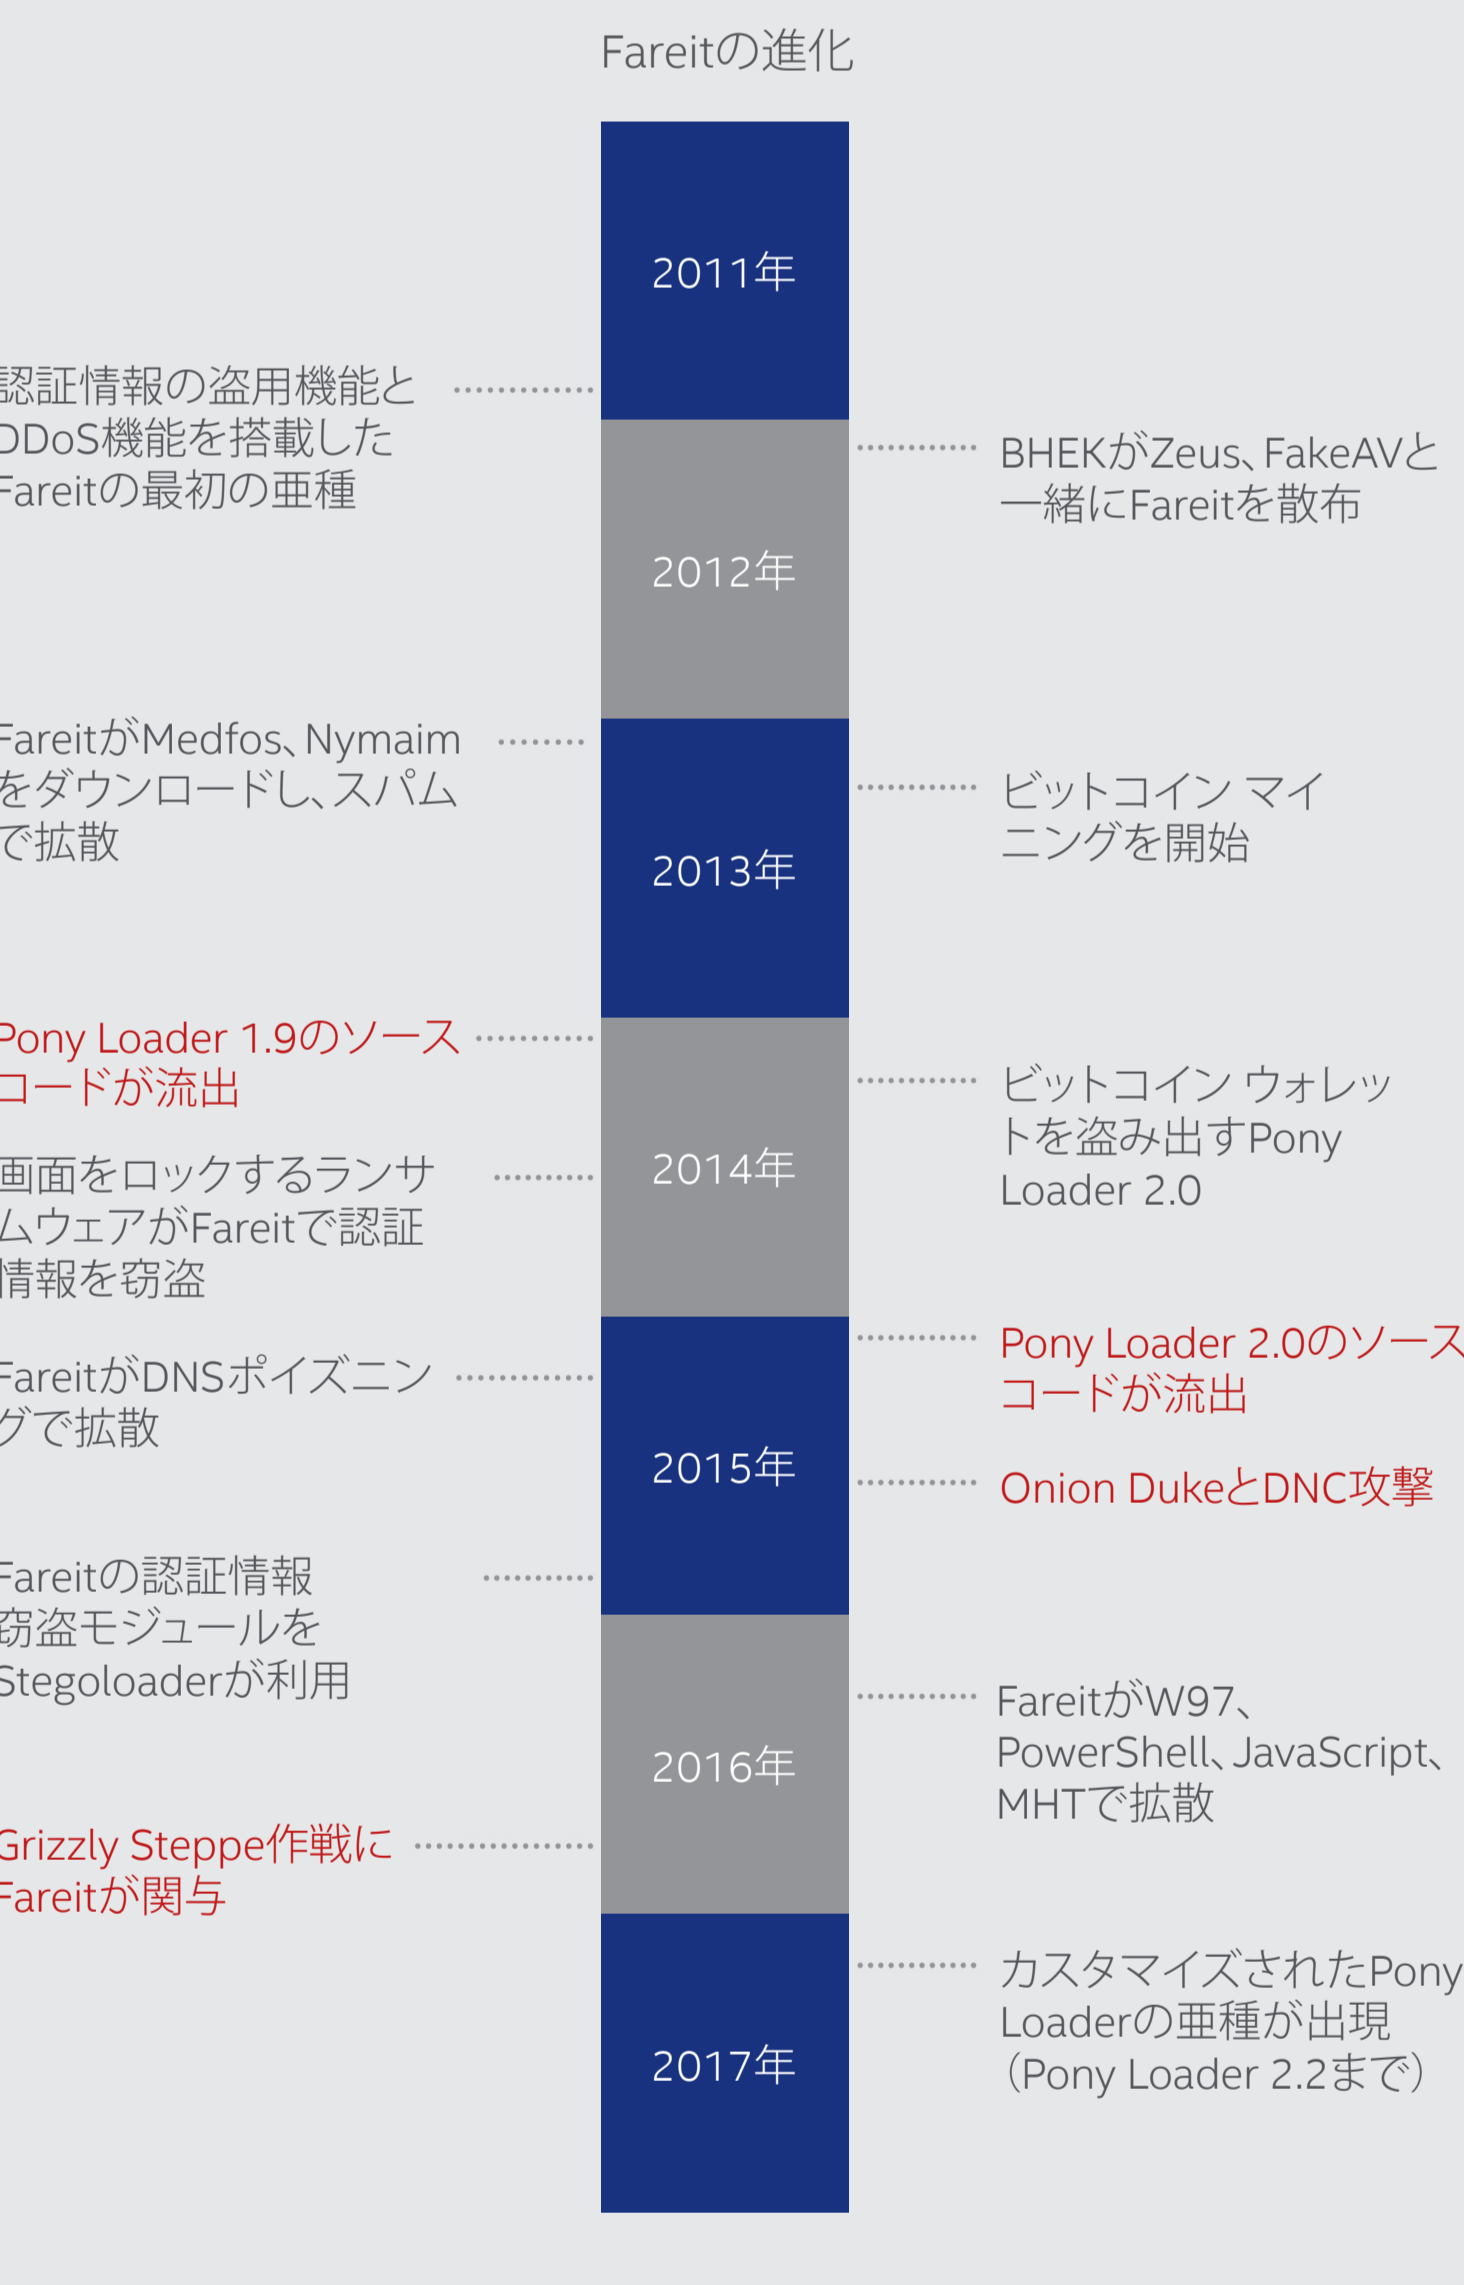 Fareitの進化
2011年
認証情報の盗用機能と
DDoS機能を搭載した
Fareitの最初の亜種
BHEKがZeus、FakeAVと
一緒にFareitを散布
2012年
FareitがMedfos、Nymaim
をダウンロードし、スパム
で拡散
ビットコイン マイ
ニングを開始
2013年
Pony Loader 1.9のソース
コードが流出
ビットコイン ウォレッ
トを盗み出すPony
Loader 2.0
2014年
画面をロックするランサ
ムウェアがFareitで認証
情報を窃盗
Pony Loader 2.0のソース
コードが流出
FareitがDNSポイズニン
グで拡散
2015年
Onion DukeとDNC攻撃
Fareitの認証情報
窃盗モジュールを
Stegoloaderが利用
FareitがW97、
PowerShell、JavaScript、
MHTで拡散
2016年
Grizzly Steppe作戦に
Fareitが関与
カスタマイズされたPony
Loaderの亜種が出現
（Pony Loader 2.2まで）
2017年